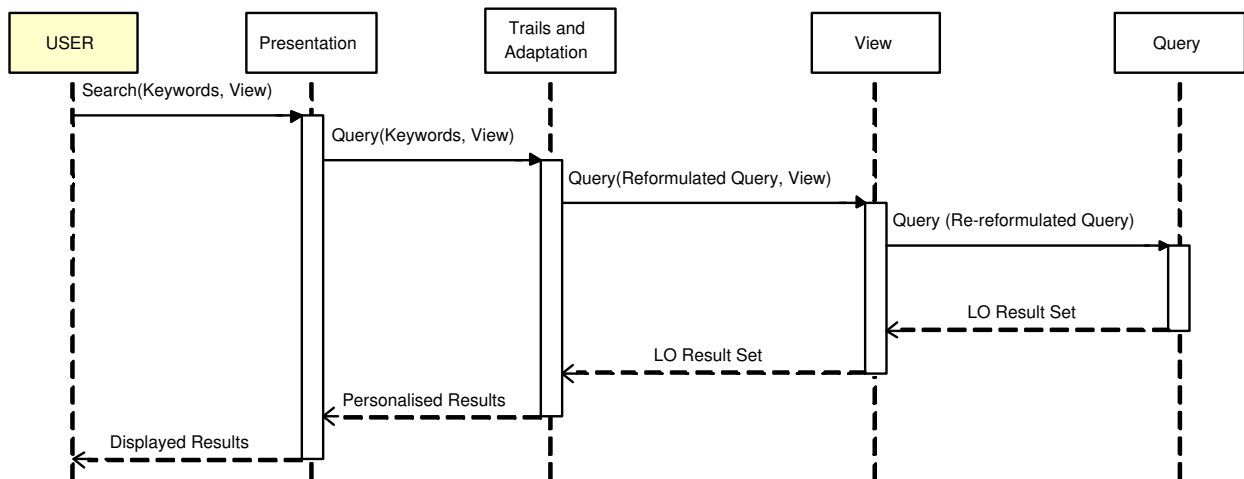 USER
Presentation
Trails and
Adaptation
View
Query
Search(Keywords, View)
Query(Keywords, View)
Query(Reformulated Query, View)
Query (Re-reformulated Query)
LO Result Set
LO Result Set
Personalised Results
Displayed Results